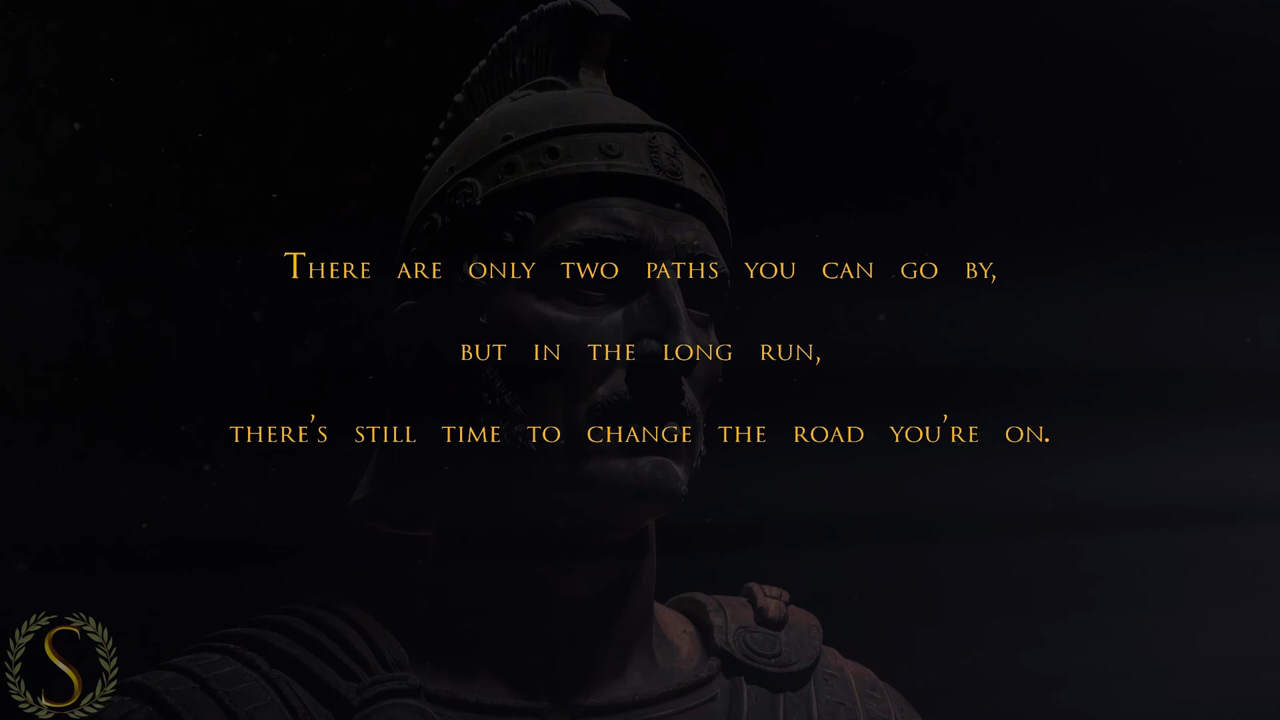 There are only two paths you can go by,
but in the long run,
there's still time to change the road you're on.
S